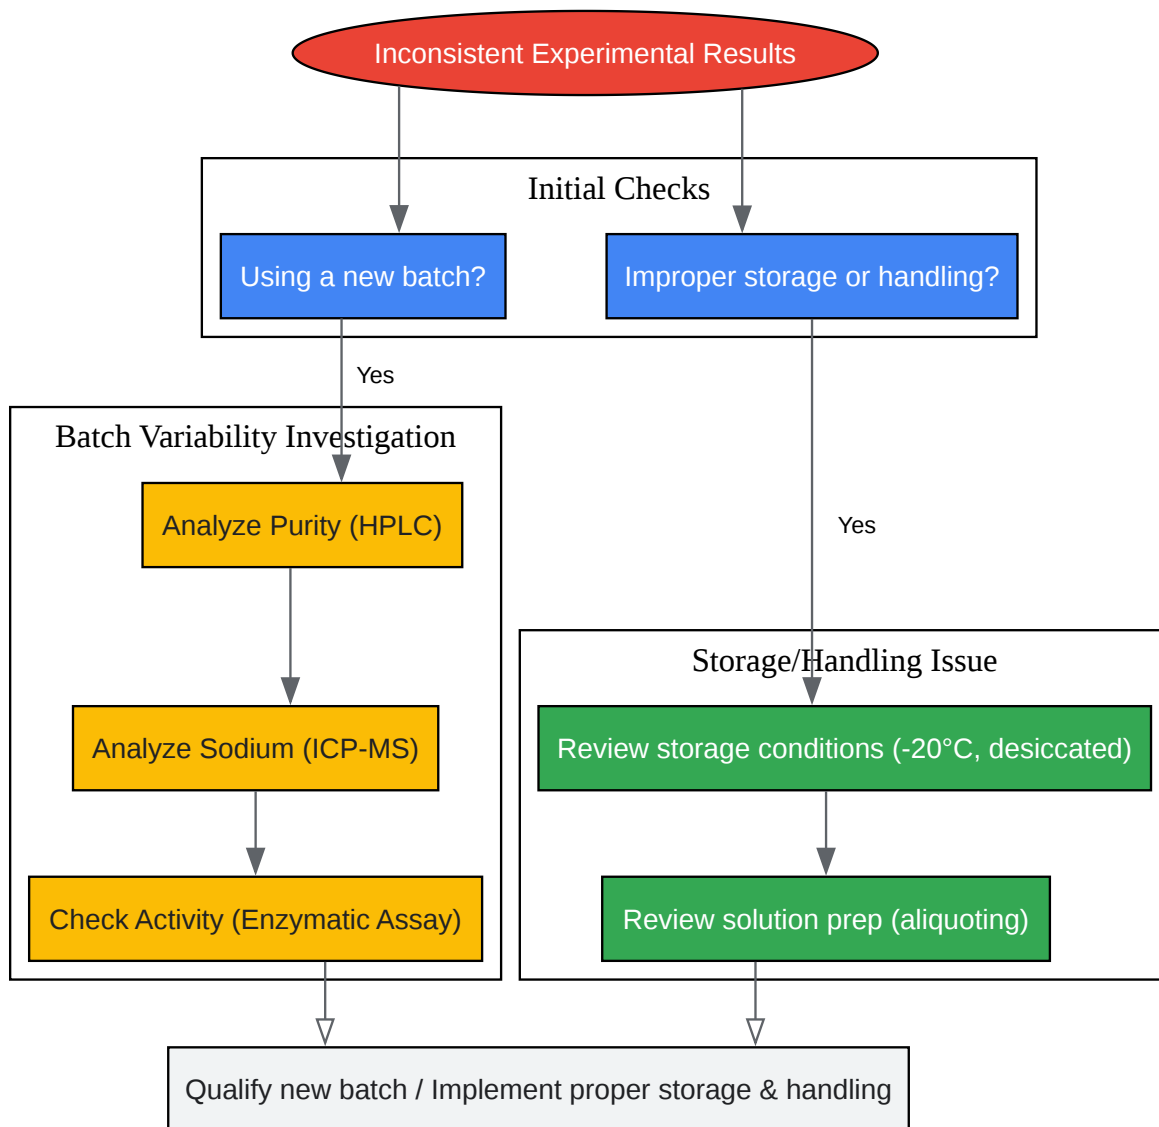 Inconsistent Experimental Results
Initial Checks
Using a new batch?
Improper storage or handling?
Yes
Batch Variability Investigation
Analyze Purity (HPLC)
Yes
Storage/Handling Issue
Analyze Sodium (ICP-MS)
Review storage conditions (-20°C, desiccated)
Check Activity (Enzymatic Assay)
Review solution prep (aliquoting)
Qualify new batch / Implement proper storage & handling